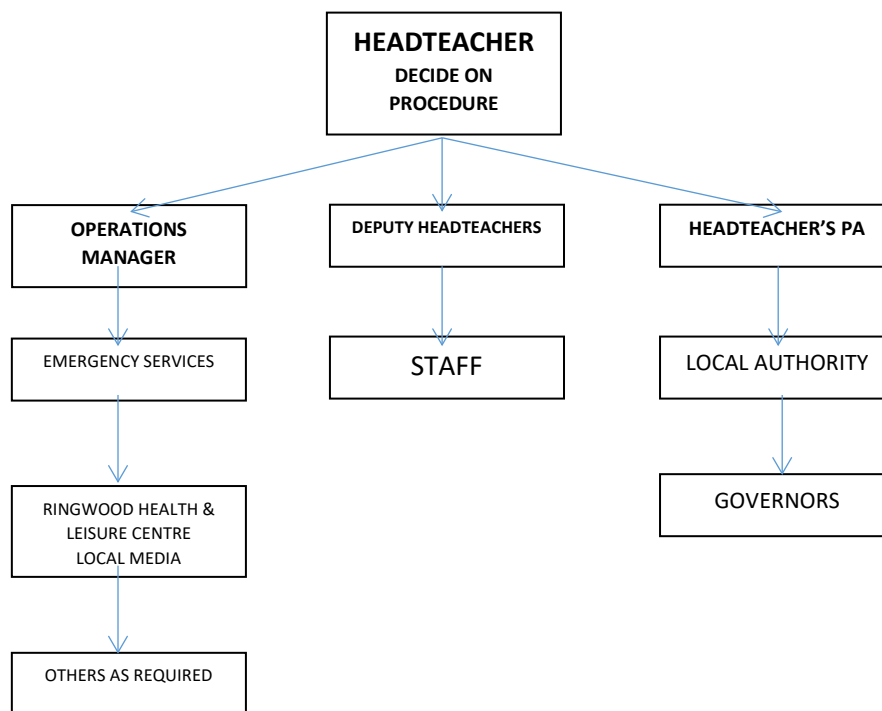 HEADTEACHER
DECIDE ON
PROCEDURE
OPERATIONS
MANAGER
DEPUTY HEADTEACHERS
HEADTEACHER’S PA
EMERGENCY SERVICES
STAFF
LOCAL AUTHORITY
RINGWOOD HEALTH &
LEISURE CENTRE
LOCAL MEDIA
GOVERNORS
OTHERS AS REQUIRED